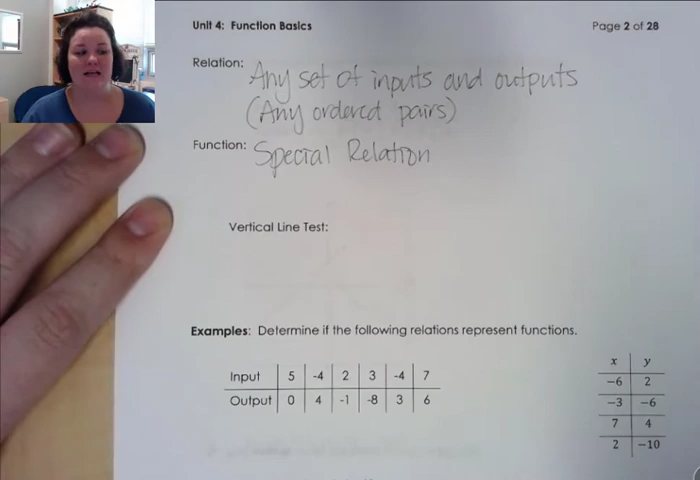 Unit 4: Function Basics
Page 2 of 28
Relation: Any set of inputs and outputs
(Any ordered pairs)
Function: Special Relation
Vertical Line Test:
Examples: Determine if the following relations represent functions.
Input 5 -4 2 3 -4 7
Output 0 4 -1 -8 3 6
x y
−6 2
−3 −6
7 4
2 −10